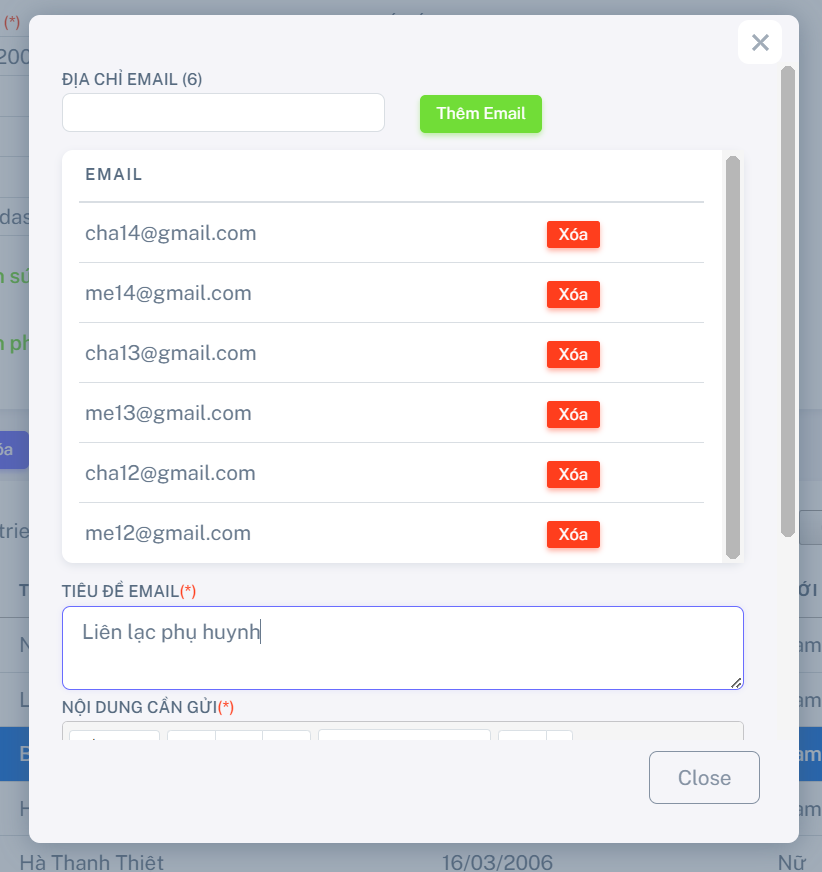 (*)
200
ĐỊA CHỈ EMAIL (6)
Thêm Email
EMAIL
cha14@gmail.com Xóa
das
me14@gmail.com Xóa
cha13@gmail.com Xóa
me13@gmail.com Xóa
cha12@gmail.com Xóa
me12@gmail.com Xóa
TIÊU ĐỀ EMAIL(*)
Liên lạc phụ huynh
NỘI DUNG CẦN GỬI(*)
Close
Hà Thanh Thiêt 16/03/2006 Nữ